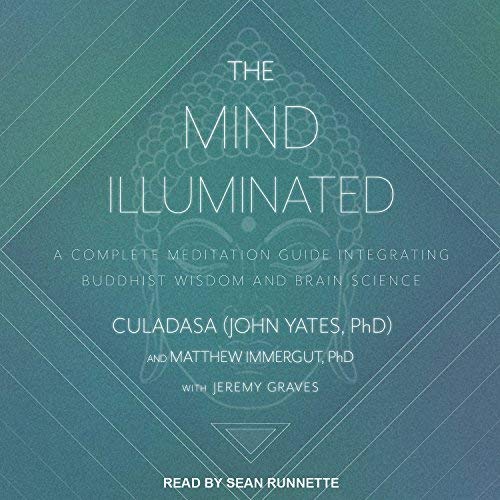 THE
MIND
ILLUMINATED
A COMPLETE MEDITATION GUIDE INTEGRATING
BUDDHIST WISDOM AND BRAIN SCIENCE
CULADASA (JOHN YATES, PhD)
AND MATTHEW IMMERGUT, PhD
WITH JEREMY GRAVES
READ BY SEAN RUNNETTE